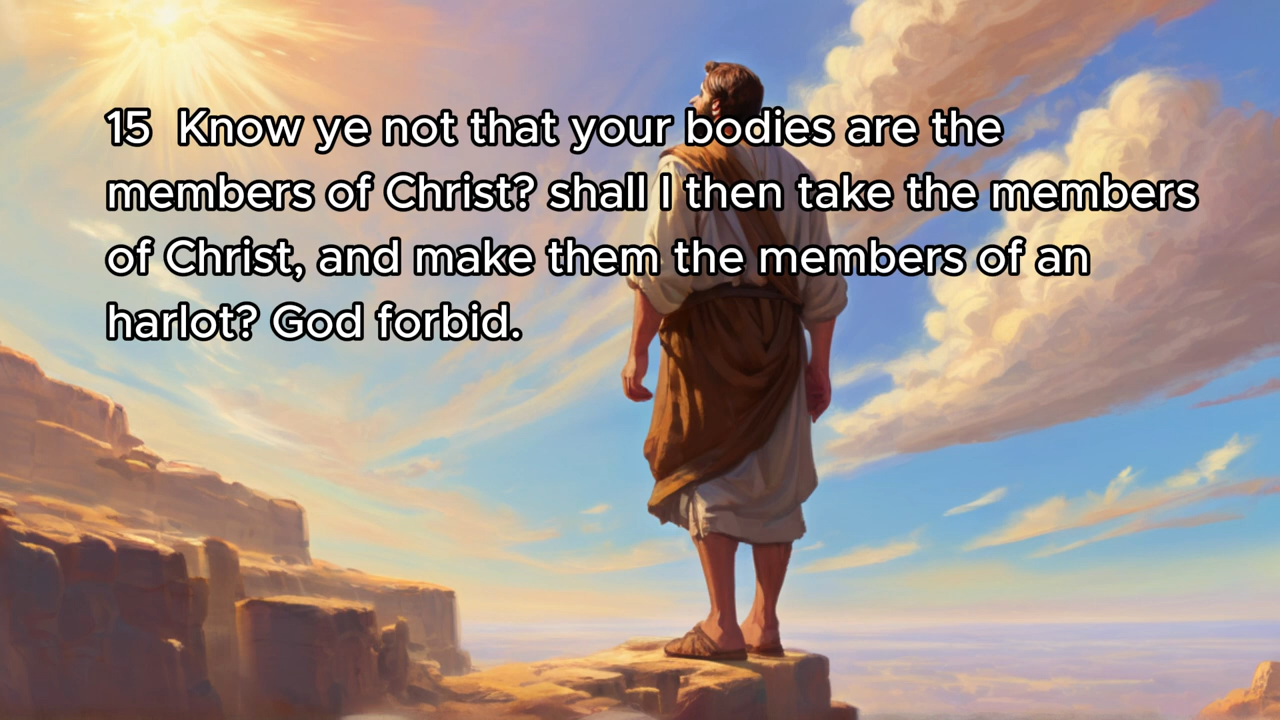 15  Know ye not that your bodies are the
members of Christ? shall I then take the members
of Christ, and make them the members of an
harlot? God forbid.